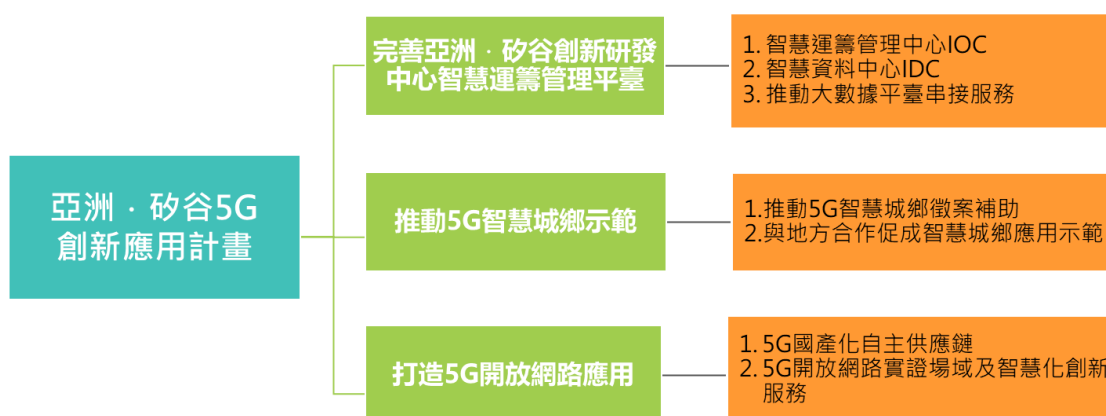 完善亞洲．矽谷創新研發
中心智慧運籌管理平臺
1. 智慧運籌管理中心IOC
2. 智慧資料中心IDC
3. 推動大數據平臺串接服務
亞洲．矽谷5G
創新應用計畫
推動5G智慧城鄉示範
1.推動5G智慧城鄉徵案補助
2.與地方合作促成智慧城鄉應用示範
打造5G開放網路應用
1. 5G國產化自主供應鏈
2. 5G開放網路實證場域及智慧化創新
服務